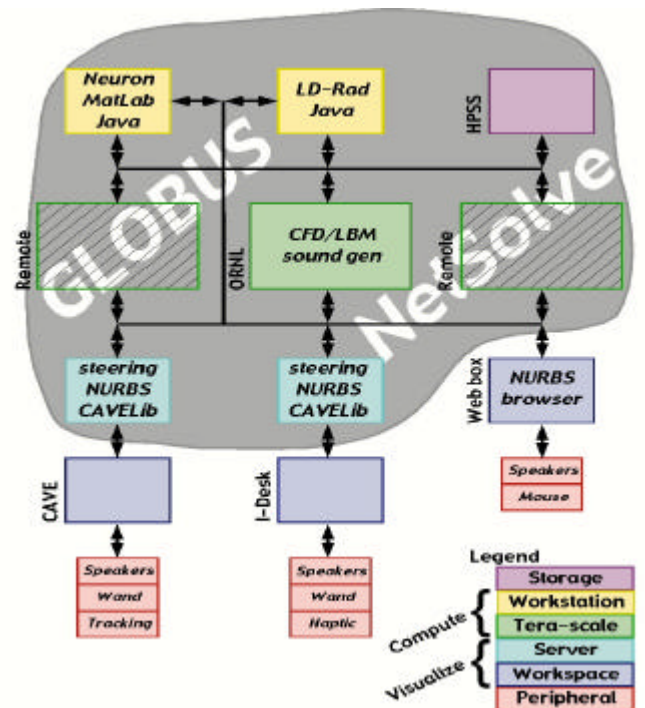 Neuron
MatLab
Java
LD-Rad
Java
HPSS
GLOBUS
NetSolve
Remote
ORNL
CFD/LBM
sound gen
Remote
steering
NURBS
CAVELib
steering
NURBS
CAVELib
Web box
NURBS
browser
CAVE
I-Desk
Speakers
Mouse
Speakers
Wand
Tracking
Speakers
Wand
Haptic
Legend
Storage
Compute
Workstation
Tera-scale
Visualize
Server
Workspace
Peripheral